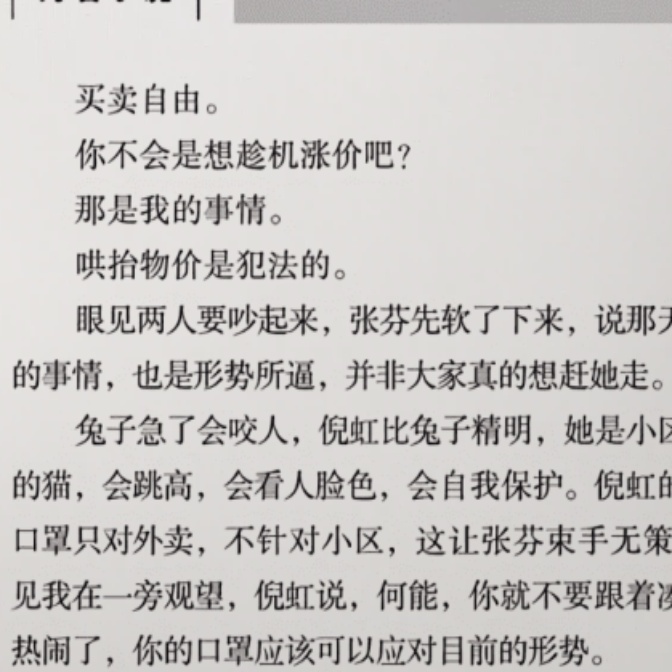 买卖自由。
你不会是想趁机涨价吧？
那是我的事情。
哄抬物价是犯法的。
眼见两人要吵起来，张芬先软了下来，说那天
的事情，也是形势所逼，并非大家真的想赶她走。
兔子急了会咬人，倪虹比兔子精明，她是小区
的猫，会跳高，会看人脸色，会自我保护。倪虹的
口罩只对外卖，不针对小区，这让张芬束手无策
见我在一旁观望，倪虹说，何能，你就不要跟着凑
热闹了，你的口罩应该可以应对目前的形势。